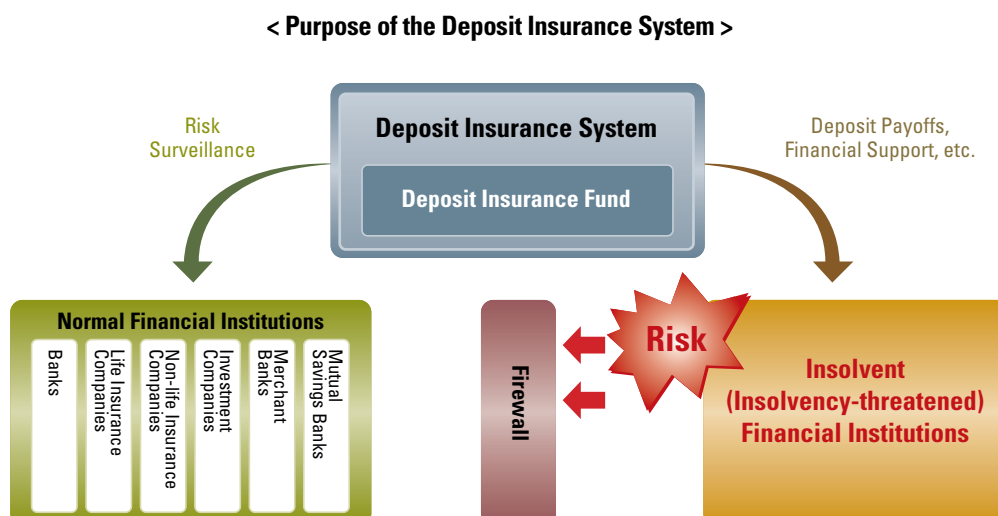 < Purpose of the Deposit Insurance System >
Risk
Surveillance
Deposit Insurance System
Deposit Insurance Fund
Deposit Payoffs,
Financial Support, etc.
Normal Financial Institutions
Banks
Life Insurance
Companies
Non-life Insurance
Companies
Investment
Companies
Merchant
Banks
Mutual
Savings Banks
Firewall
Risk
Insolvent
(Insolvency-threatened)
Financial Institutions